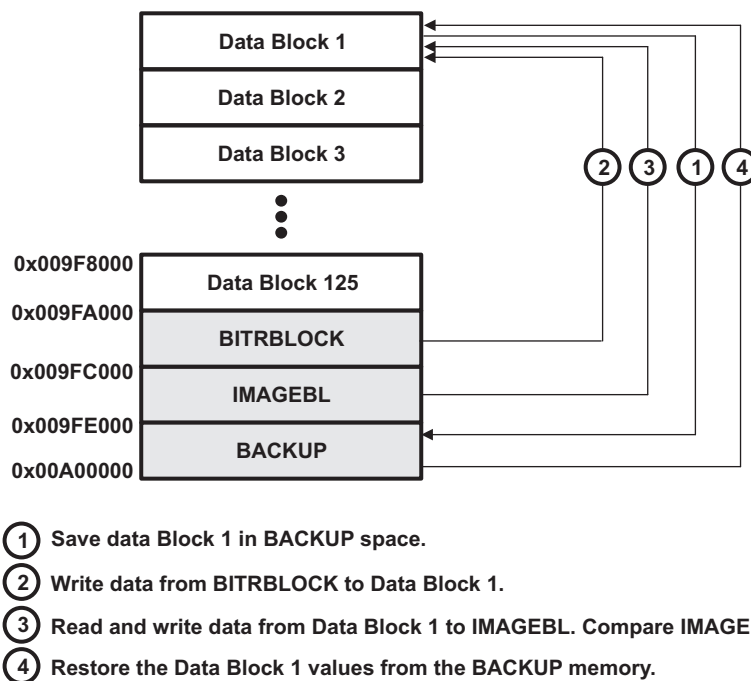 Data Block 1
Data Block 2
Data Block 3
2 3 1 4
0x009F8000
Data Block 125
0x009FA000
BITRBLOCK
0x009FC000
IMAGEBL
0x009FE000
BACKUP
0x00A00000
1 Save data Block 1 in BACKUP space.
2 Write data from BITRBLOCK to Data Block 1.
3 Read and write data from Data Block 1 to IMAGEBL. Compare IMAGE
4 Restore the Data Block 1 values from the BACKUP memory.